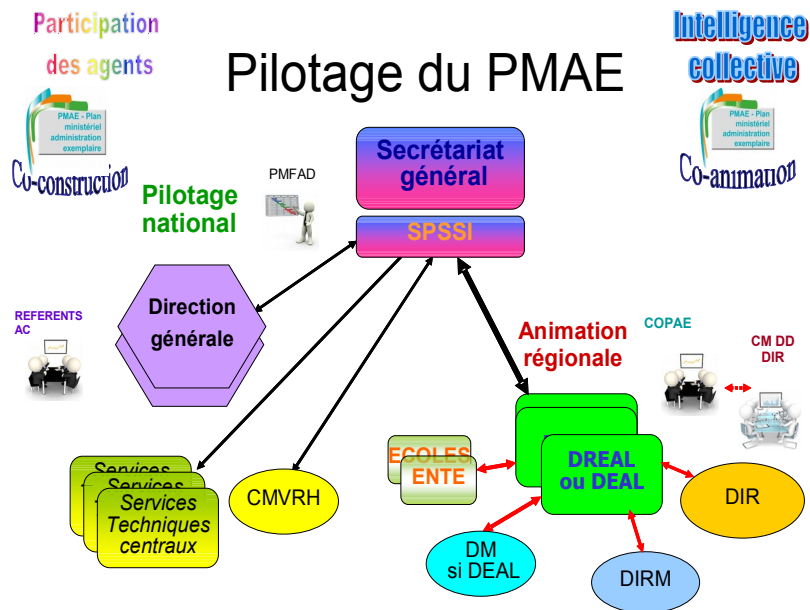 Participation
des agents
Pilotage du PMAE
Intelligence
collective
PMAE - Plan
ministériel
administration
exemplaire
Co-construction
PMAE - Plan
ministériel
administration
exemplaire
Co-animation
Secrétariat
général
SPSSI
Pilotage
national
PMFAD
Direction
générale
REFERENTS
AC
Animation
régionale
COPAE
CM DD
DIR
ECOLES
ENTE
DREAL
ou DEAL
Services
Services
Services
Techniques
centraux
CMVRH
DIR
DM
si DEAL
DIRM